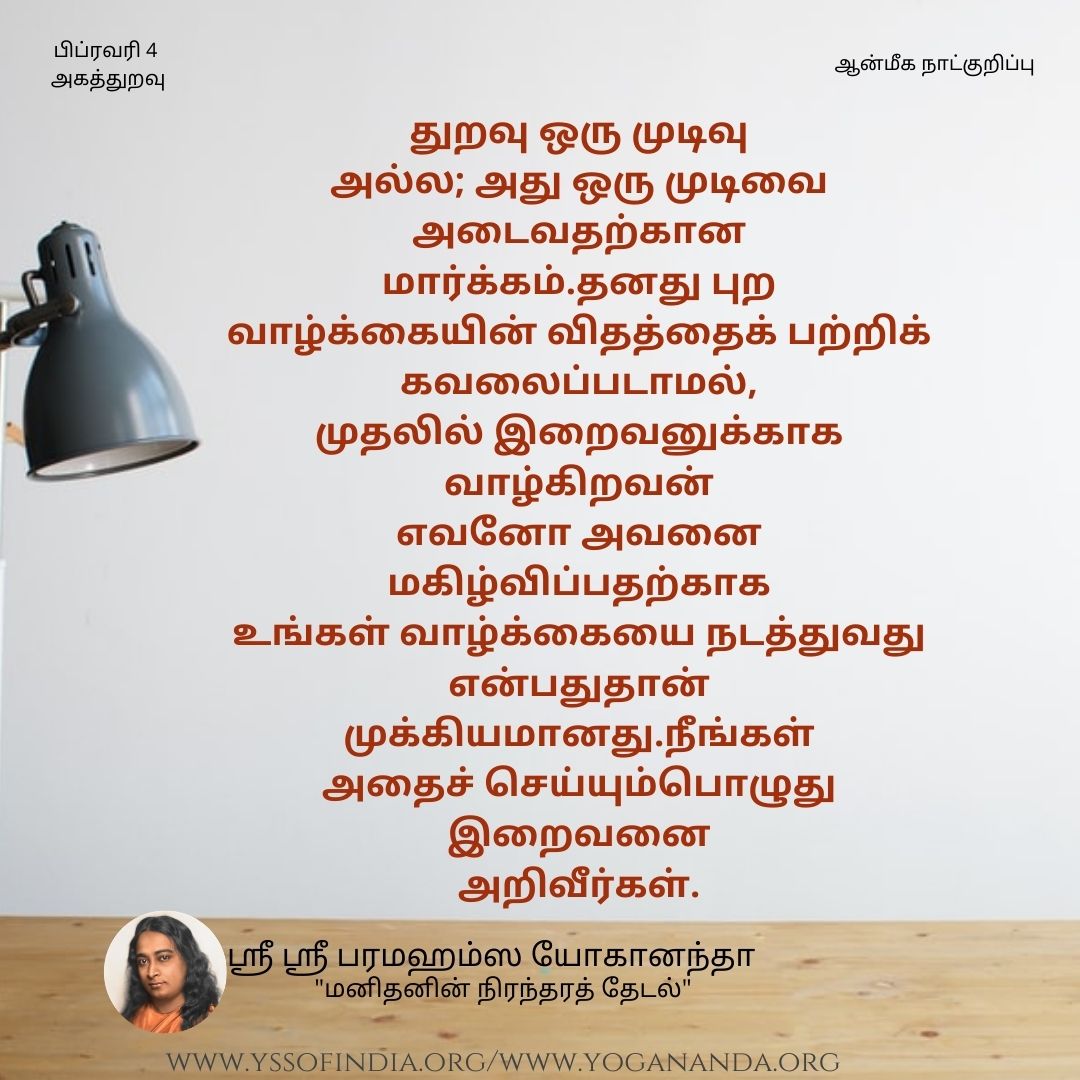 பிப்ரவரி 4
அகத்துறவு
ஆன்மீக நாட்குறிப்பு
துறவு ஒரு முடிவு
அல்ல; அது ஒரு முடிவை
அடைவதற்கான
மார்க்கம்.தனது புற
வாழ்க்கையின் விதத்தைக் பற்றிக்
கவலைப்படாமல்,
முதலில் இறைவனுக்காக
வாழ்கிறவன்
எவனோ அவனை
மகிழ்விப்பதற்காக
உங்கள் வாழ்க்கையை நடத்துவது
என்பதுதான்
முக்கியமானது.நீங்கள்
அதைச் செய்யும்பொழுது
இறைவனை
அறிவீர்கள்.
ஸ்ரீ ஸ்ரீ பரமஹம்ஸ யோகானந்தா
"மனிதனின் நிரந்தரத் தேடல்"
WWW.YSSOFINDIA.ORG/WWW.YOGANANDA.ORG